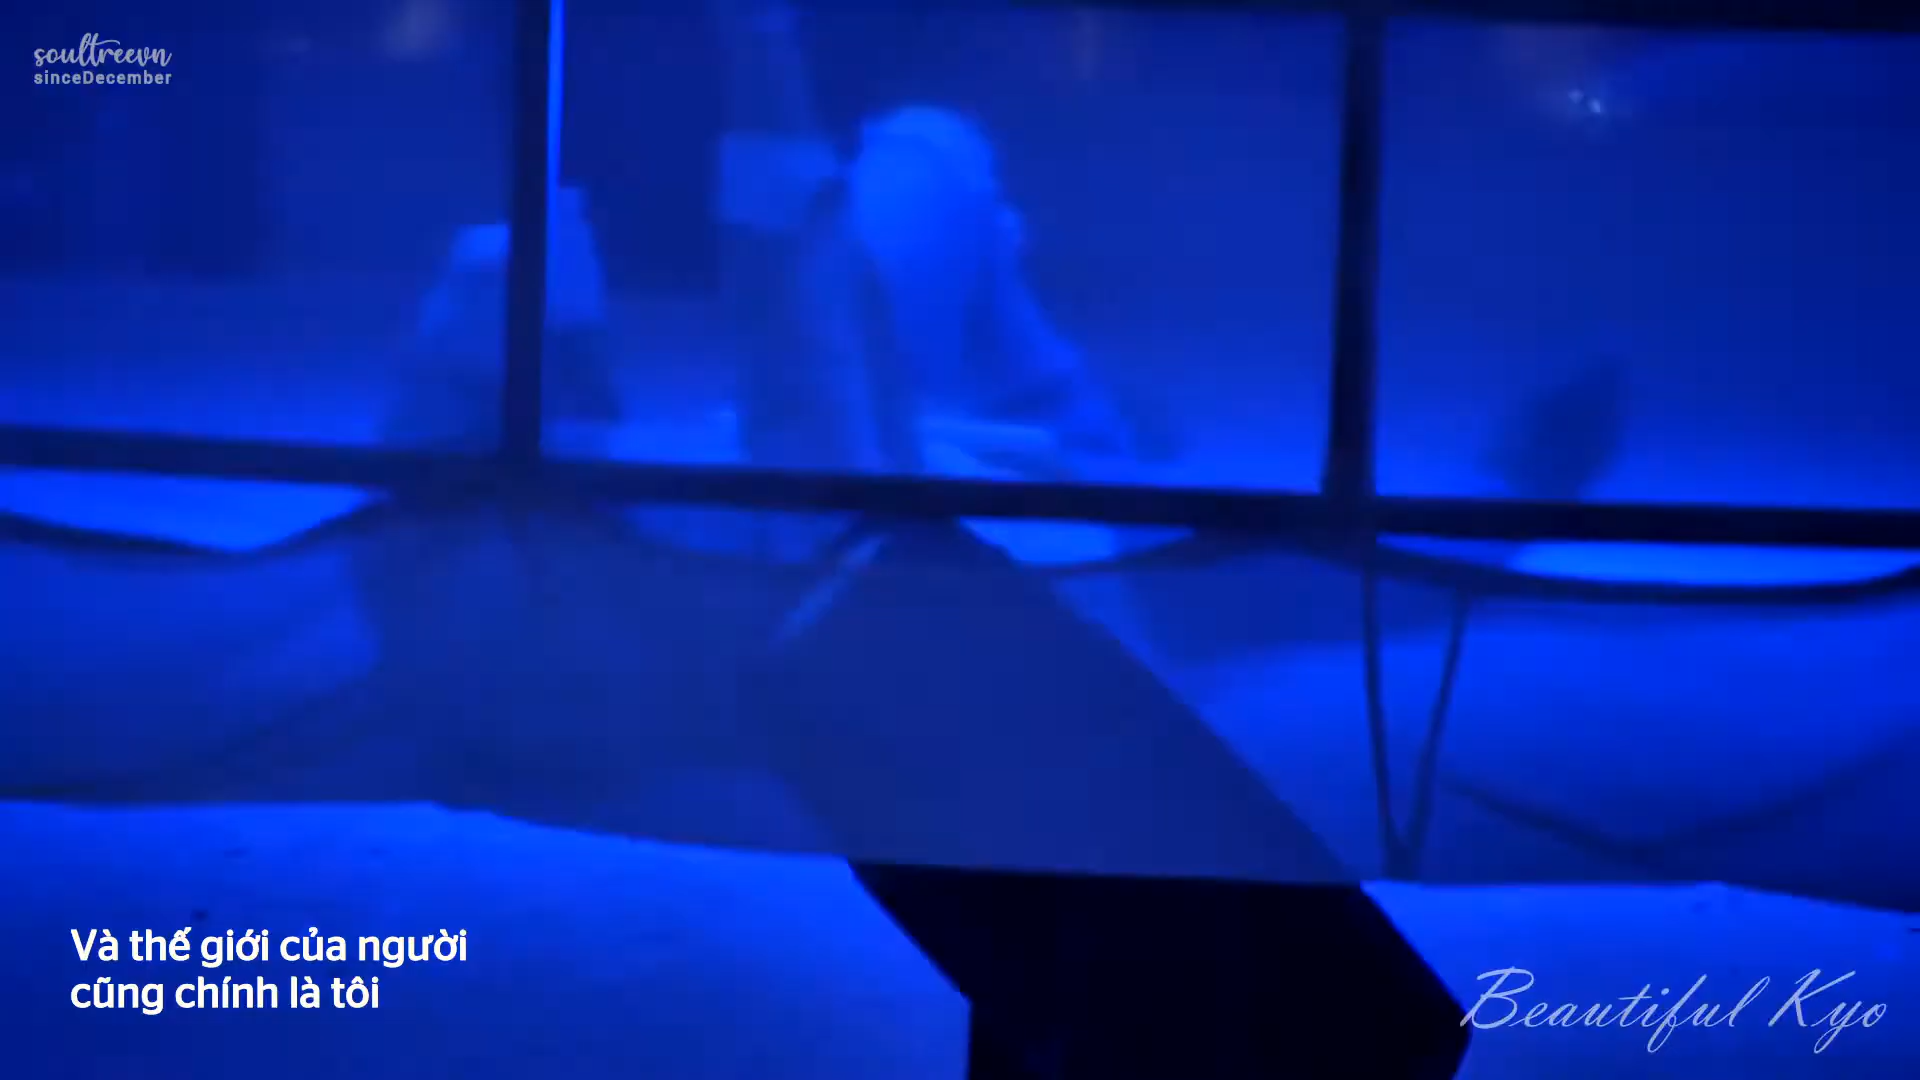 soultreevn
sinceDecember
Và thế giới của người
cũng chính là tôi
Beautiful Kyo